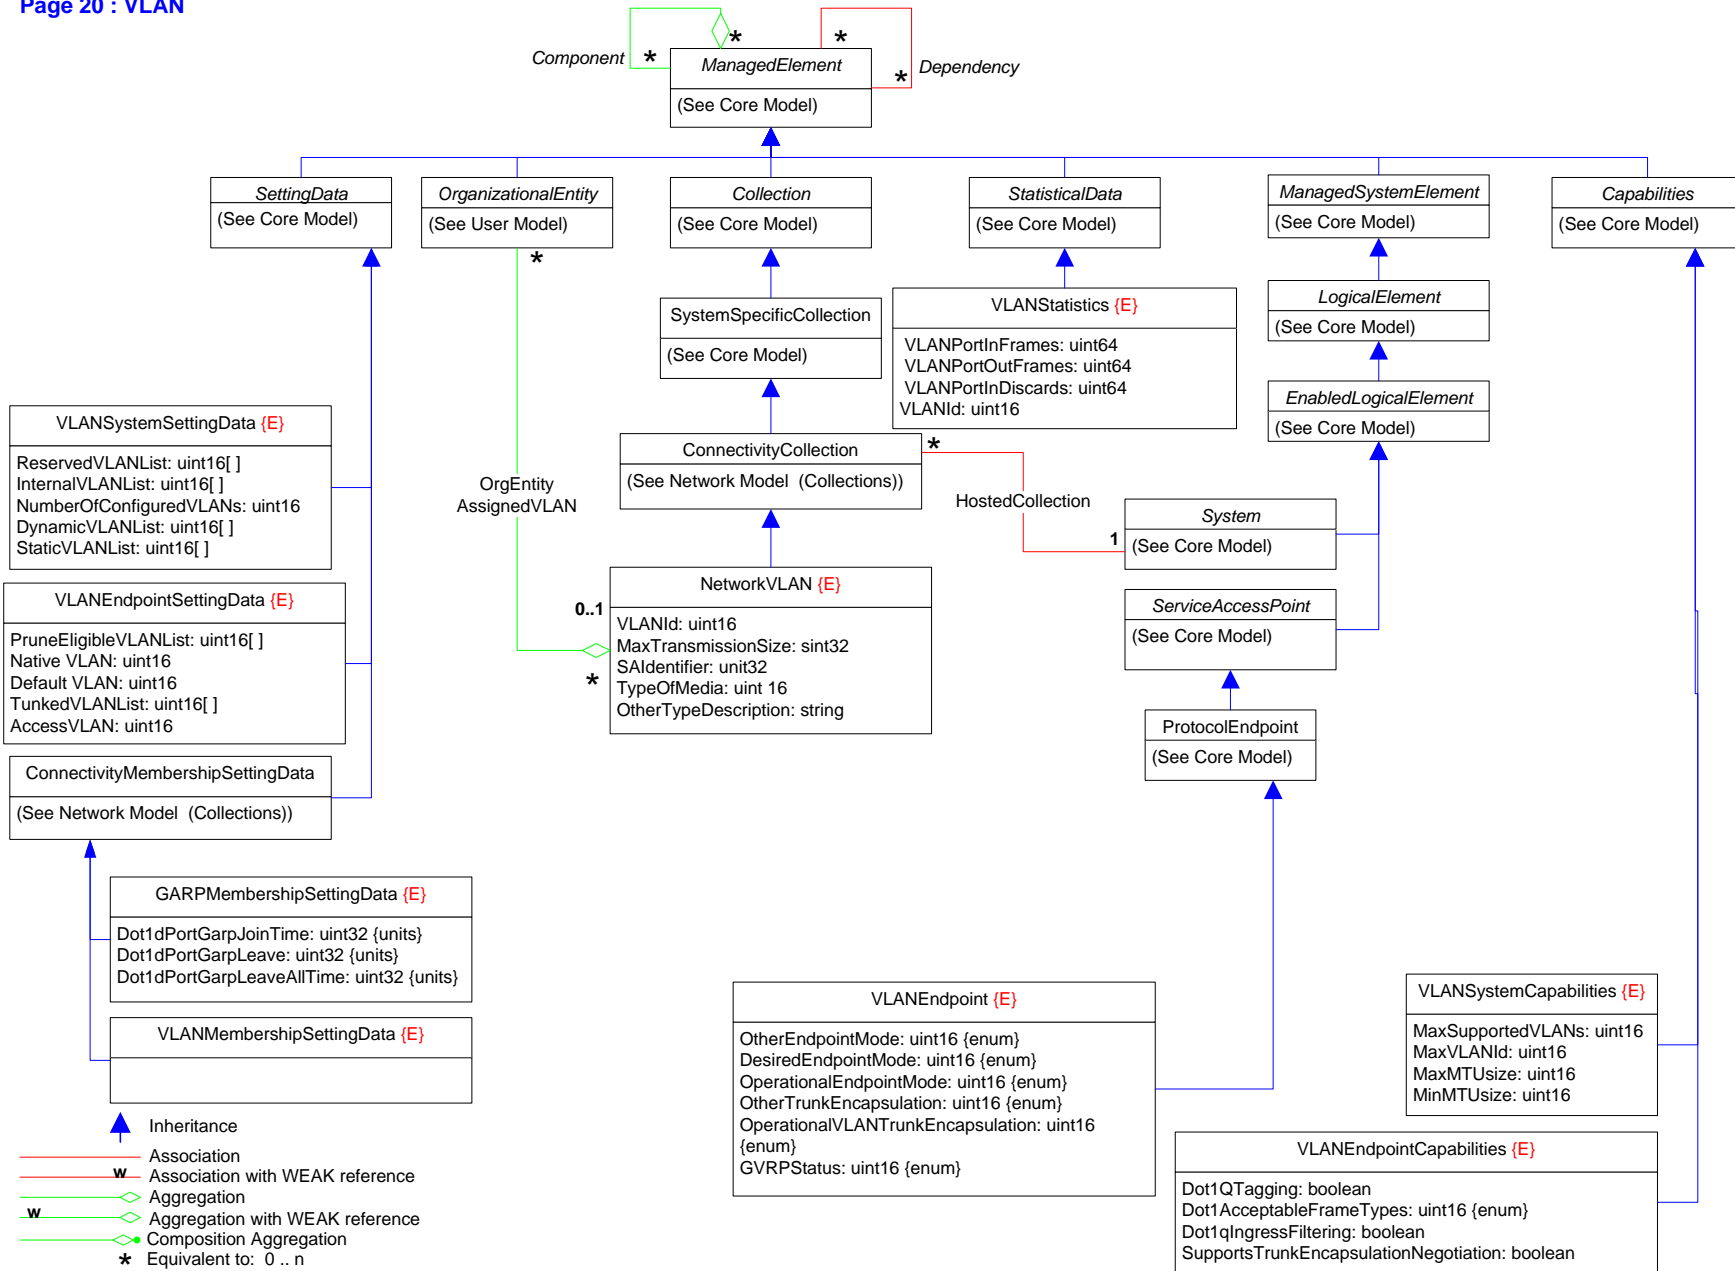 Page 20 : VLAN
Component
*
*
ManagedElement
(See Core Model)
*
*
Dependency
SettingData
(See Core Model)
OrganizationalEntity
(See User Model)
*
Collection
(See Core Model)
StatisticalData
(See Core Model)
ManagedSystemElement
(See Core Model)
Capabilities
(See Core Model)
SystemSpecificCollection
(See Core Model)
VLANStatistics {E}
VLANPortInFrames: uint64
VLANPortOutFrames: uint64
VLANPortInDiscards: uint64
VLANId: uint16
LogicalElement
(See Core Model)
EnabledLogicalElement
(See Core Model)
VLANSystemSettingData {E}
ReservedVLANList: uint16[ ]
InternalVLANList: uint16[ ]
NumberOfConfiguredVLANs: uint16
DynamicVLANList: uint16[ ]
StaticVLANList: uint16[ ]
OrgEntity
AssignedVLAN
ConnectivityCollection
(See Network Model (Collections))
*
HostedCollection
1
System
(See Core Model)
VLANEndpointSettingData {E}
PruneEligibleVLANList: uint16[ ]
Native VLAN: uint16
Default VLAN: uint16
TunkedVLANList: uint16[ ]
AccessVLAN: uint16
0..1
*
NetworkVLAN {E}
VLANId: uint16
MaxTransmissionSize: sint32
SAIdentifier: unit32
TypeOfMedia: uint 16
OtherTypeDescription: string
ServiceAccessPoint
(See Core Model)
ProtocolEndpoint
(See Core Model)
ConnectivityMembershipSettingData
(See Network Model (Collections))
GARPMembershipSettingData {E}
Dot1dPortGarpJoinTime: uint32 {units}
Dot1dPortGarpLeave: uint32 {units}
Dot1dPortGarpLeaveAllTime: uint32 {units}
VLANMembershipSettingData {E}
VLANEndpoint {E}
OtherEndpointMode: uint16 {enum}
DesiredEndpointMode: uint16 {enum}
OperationalEndpointMode: uint16 {enum}
OtherTrunkEncapsulation: uint16 {enum}
OperationalVLANTrunkEncapsulation: uint16
{enum}
GVRPStatus: uint16 {enum}
VLANSystemCapabilities {E}
MaxSupportedVLANs: uint16
MaxVLANId: uint16
MaxMTUsize: uint16
MinMTUsize: uint16
VLANEndpointCapabilities {E}
Dot1QTagging: boolean
Dot1AcceptableFrameTypes: uint16 {enum}
Dot1qIngressFiltering: boolean
SupportsTrunkEncapsulationNegotiation: boolean
Inheritance
Association
w Association with WEAK reference
Aggregation
w Aggregation with WEAK reference
Composition Aggregation
* Equivalent to: 0 .. n